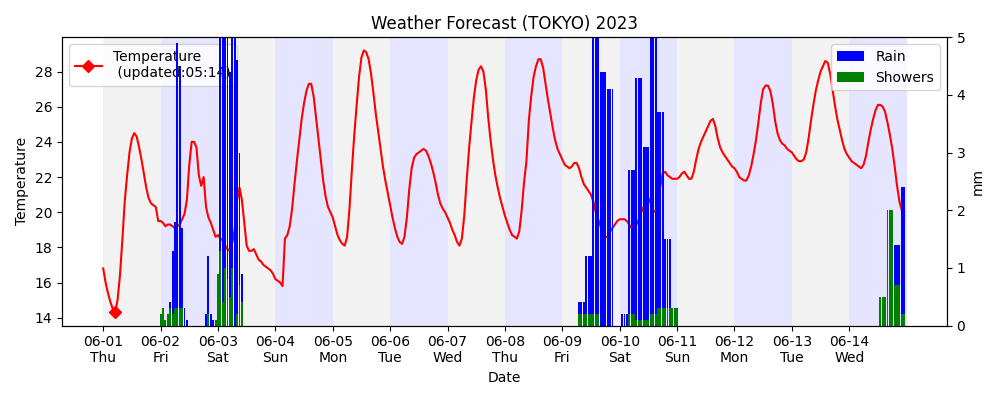 Weather Forecast (TOKYO) 2023
Temperature
(updated:05:14)
Rain
Showers
Temperature
28
26
24
22
20
18
16
14
5
4
3
2
1
0
mm
06-01 06-02 06-03 06-04 06-05 06-06 06-07 06-08 06-09 06-10 06-11 06-12 06-13 06-14
Thu Fri Sat Sun Mon Tue Wed Thu Fri Sat Sun Mon Tue Wed
Date